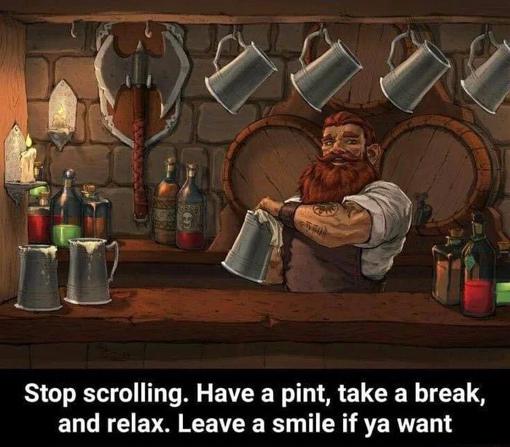 Stop scrolling. Have a pint, take a break,
and relax. Leave a smile if ya want